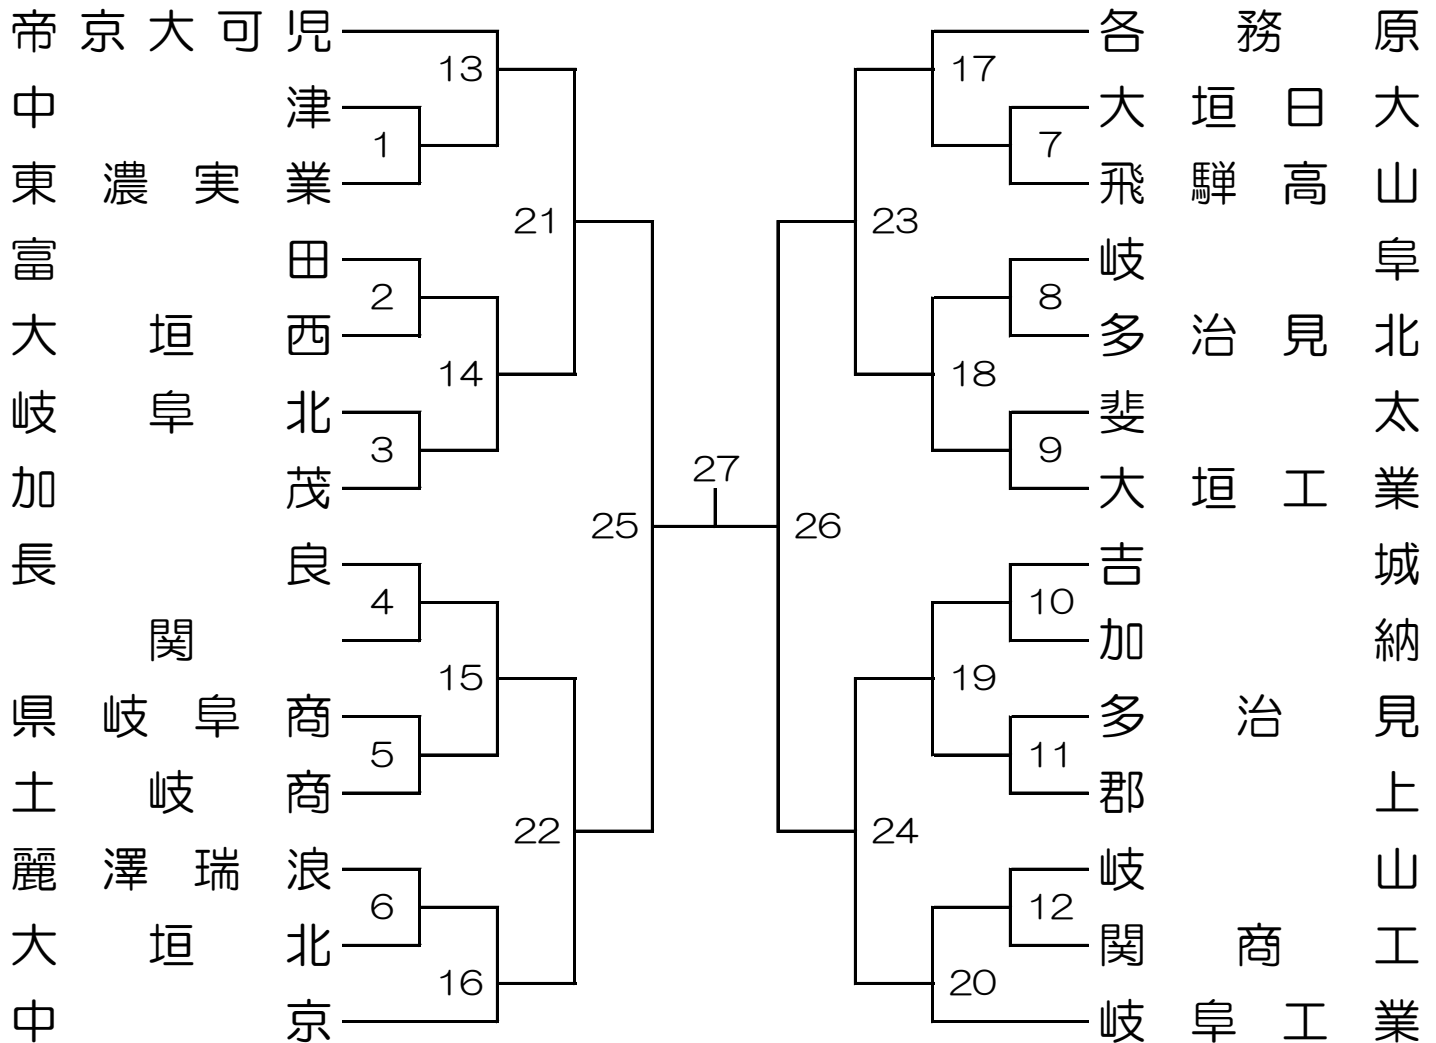 帝京大可児
各務原
13
17
中津
大垣日大
1
7
東濃実業
飛騨高山
21
23
富田
岐阜
2
8
大垣西
多治見北
14
18
岐阜北
斐太
3
9
27
加茂
大垣工業
25
26
長良
吉城
4
10
関
加納
15
19
県岐阜商
多治見
5
11
土岐商
郡上
22
24
麗澤瑞浪
岐山
6
12
大垣北
関商工
16
20
中京
岐阜工業